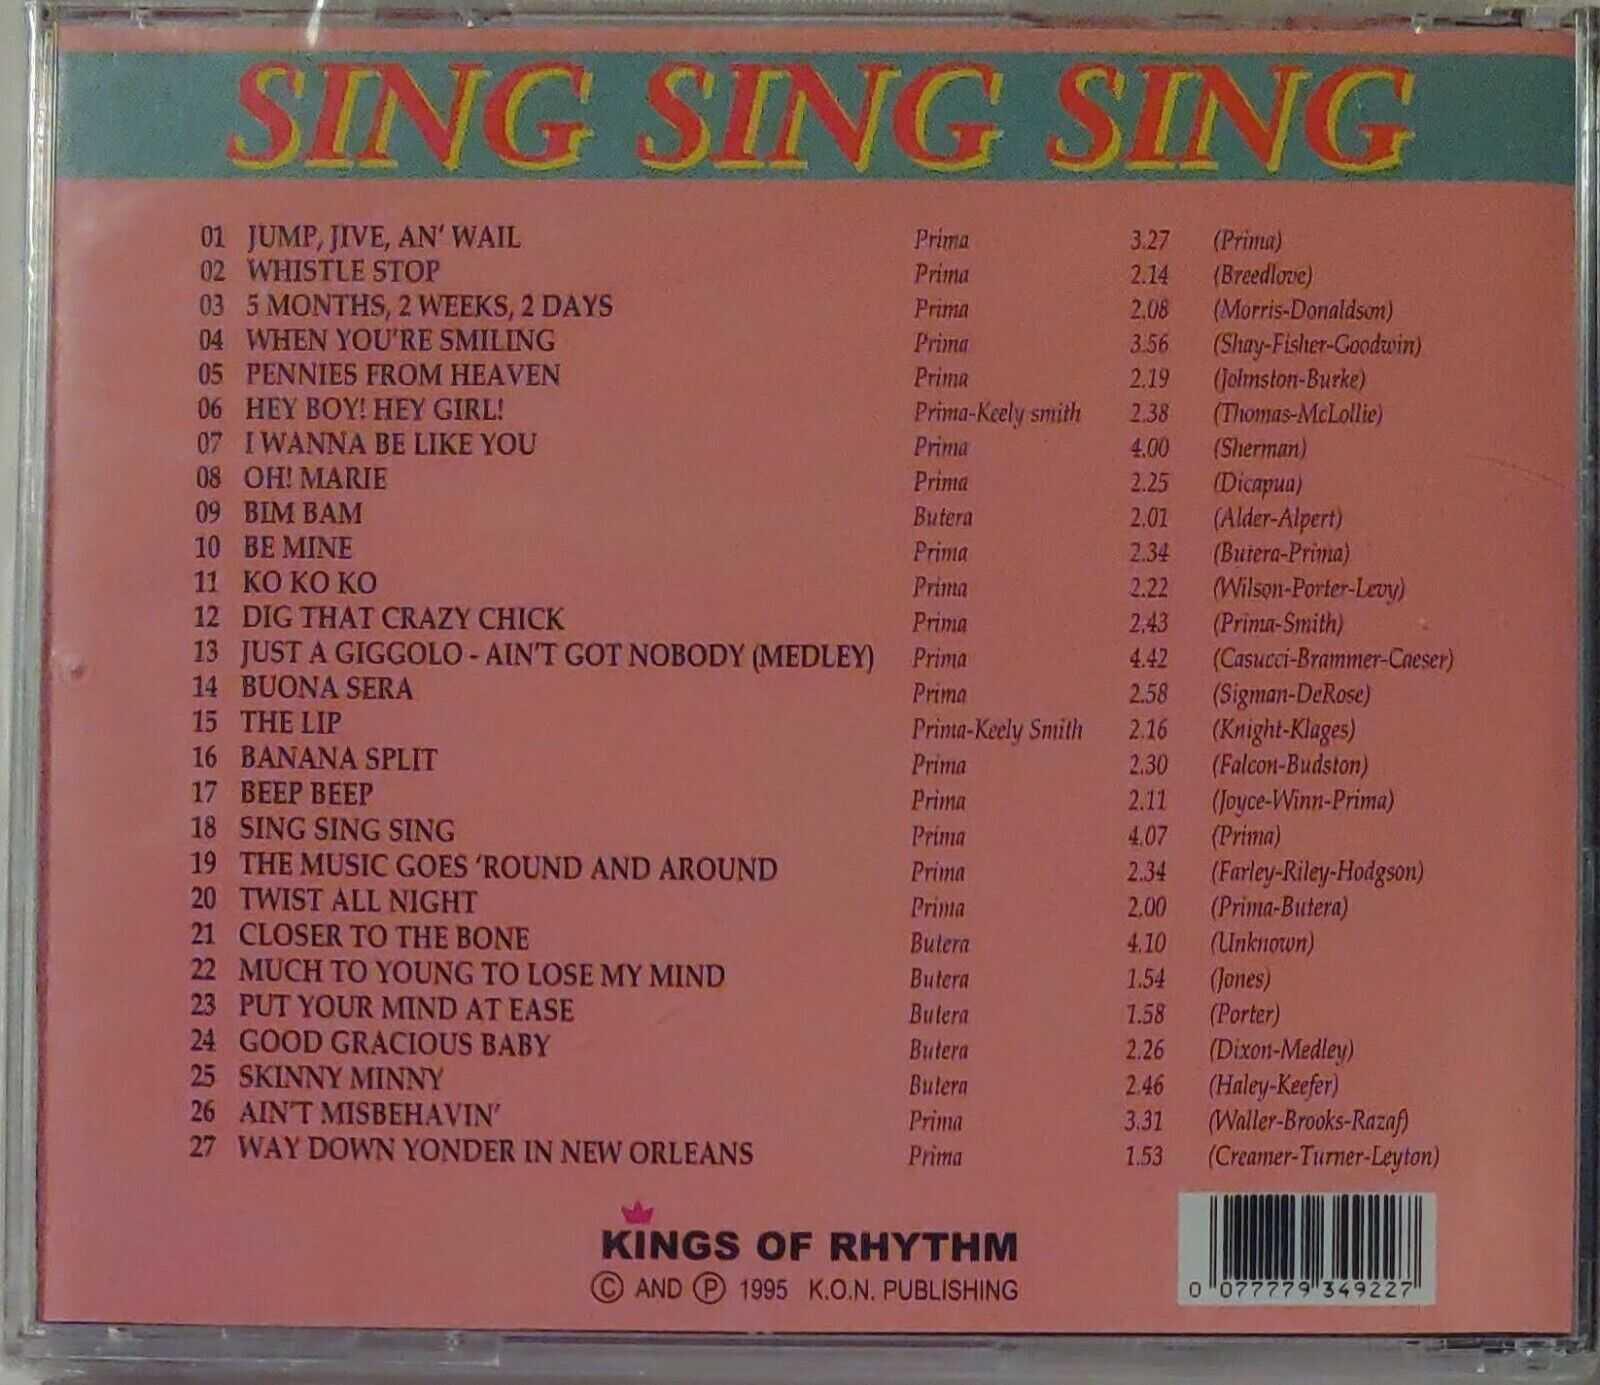 SING SING SING
01 JUMP, JIVE, AN' WAIL Prima 3.27 (Prima)
02 WHISTLE STOP Prima 2.14 (Breedlove)
03 5 MONTHS, 2 WEEKS, 2 DAYS Prima 2.08 (Morris-Donaldson)
04 WHEN YOU'RE SMILING Prima 3.56 (Shay-Fisher-Goodwin)
05 PENNIES FROM HEAVEN Prima 2.19 (Johnston-Burke)
06 HEY BOY! HEY GIRL! Prima-Keely smith 2.38 (Thomas-McLollie)
07 I WANNA BE LIKE YOU Prima 4.00 (Sherman)
08 OH! MARIE Prima 2.25 (Dicapua)
09 BIM BAM Butera 2.01 (Alder-Alpert)
10 BE MINE Prima 2.34 (Butera-Prima)
11 KO KO KO Prima 2.22 (Wilson-Porter-Levy)
12 DIG THAT CRAZY CHICK Prima 2.43 (Prima-Smith)
13 JUST A GIGGOLO - AIN'T GOT NOBODY (MEDLEY) Prima 4.42 (Casucci-Brammer-Caeser)
14 BUONA SERA Prima 2.58 (Sigman-DeRose)
15 THE LIP Prima-Keely Smith 2.16 (Knight-Klages)
16 BANANA SPLIT Prima 2.30 (Falcon-Budston)
17 BEEP BEEP Prima 2.11 (Joyce-Winn-Prima)
18 SING SING SING Prima 4.07 (Prima)
19 THE MUSIC GOES 'ROUND AND AROUND Prima 2.34 (Farley-Riley-Hodgson)
20 TWIST ALL NIGHT Prima 2.00 (Prima-Butera)
21 CLOSER TO THE BONE Butera 4.10 (Unknown)
22 MUCH TO YOUNG TO LOSE MY MIND Butera 1.54 (Jones)
23 PUT YOUR MIND AT EASE Butera 1.58 (Porter)
24 GOOD GRACIOUS BABY Butera 2.26 (Dixon-Medley)
25 SKINNY MINNY Butera 2.46 (Haley-Keefer)
26 AIN'T MISBEHAVIN' Prima 3.31 (Waller-Brooks-Razaf)
27 WAY DOWN YONDER IN NEW ORLEANS Prima 1.53 (Creamer-Turner-Leyton)
KINGS OF RHYTHM
© AND ℗ 1995 K.O.N. PUBLISHING
0 077779 349227